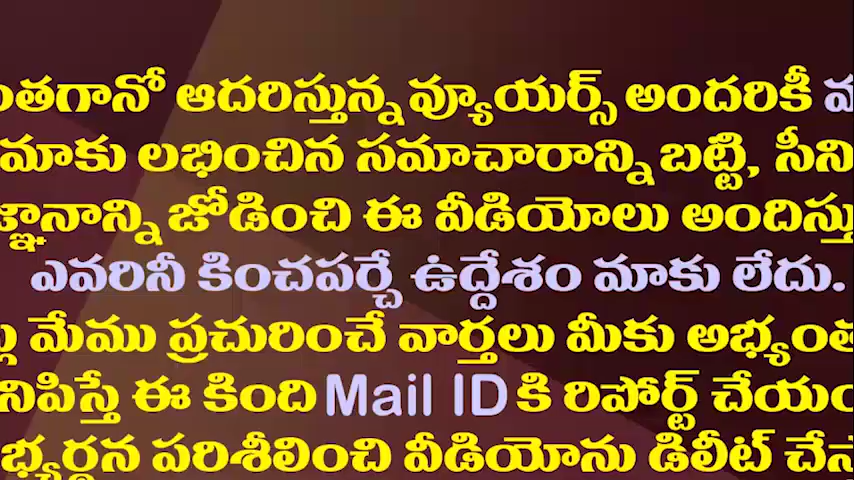 ంతగానో ఆదరిస్తున్న వ్యూయర్స్ అందరికీ
మాకు లభించిన సమాచారాన్ని బట్టి, సీని
జ్ఞానాన్ని జోడించి ఈ వీడియోలు అందిస్తు
ఎవరినీ కించపర్చే ఉద్దేశం మాకు లేదు.
మేము ప్రచురించే వార్తలు మీకు అభ్యంత
నిపిస్తే ఈ కింది Mail ID కి రిపోర్ట్ చేయం
భ్యర్థన పరిశీలించి వీడియోను డిలీట్ చేస